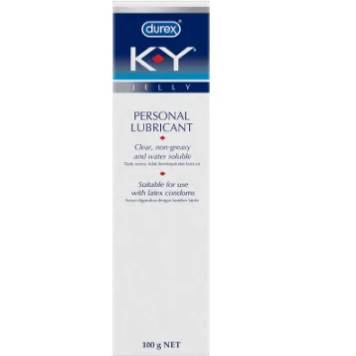 durex
K-Y
JELLY
PERSONAL
LUBRICANT
Clear, non-greasy
and water soluble
Suitable for use
with latex condoms
100 g NET